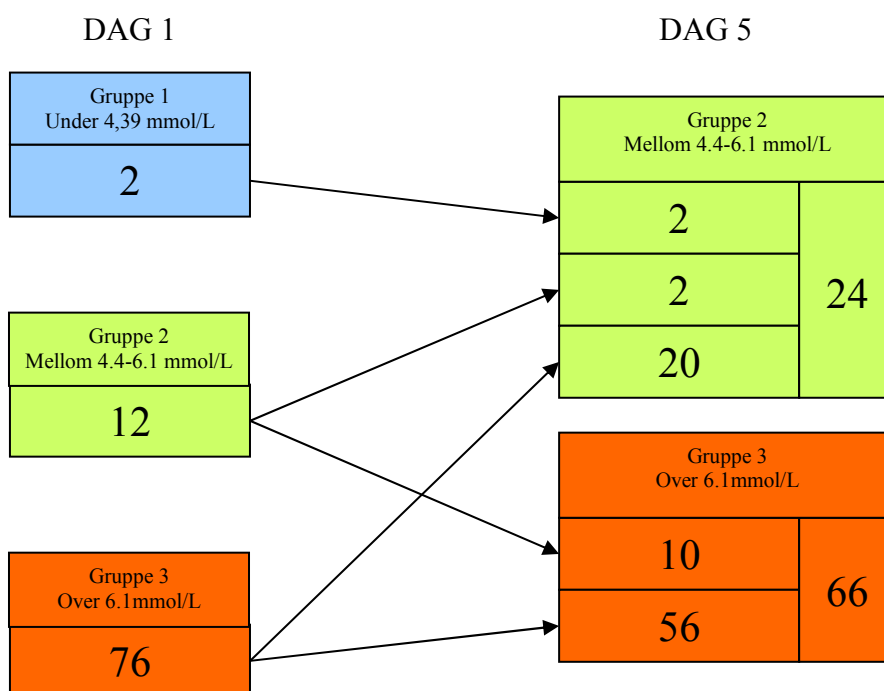 DAG 1
DAG 5
Gruppe 1
Under 4,39 mmol/L
2
Gruppe 2
Mellom 4.4-6.1 mmol/L
12
Gruppe 3
Over 6.1mmol/L
76
Gruppe 2
Mellom 4.4-6.1 mmol/L
2
2
20
24
Gruppe 3
Over 6.1mmol/L
10
56
66